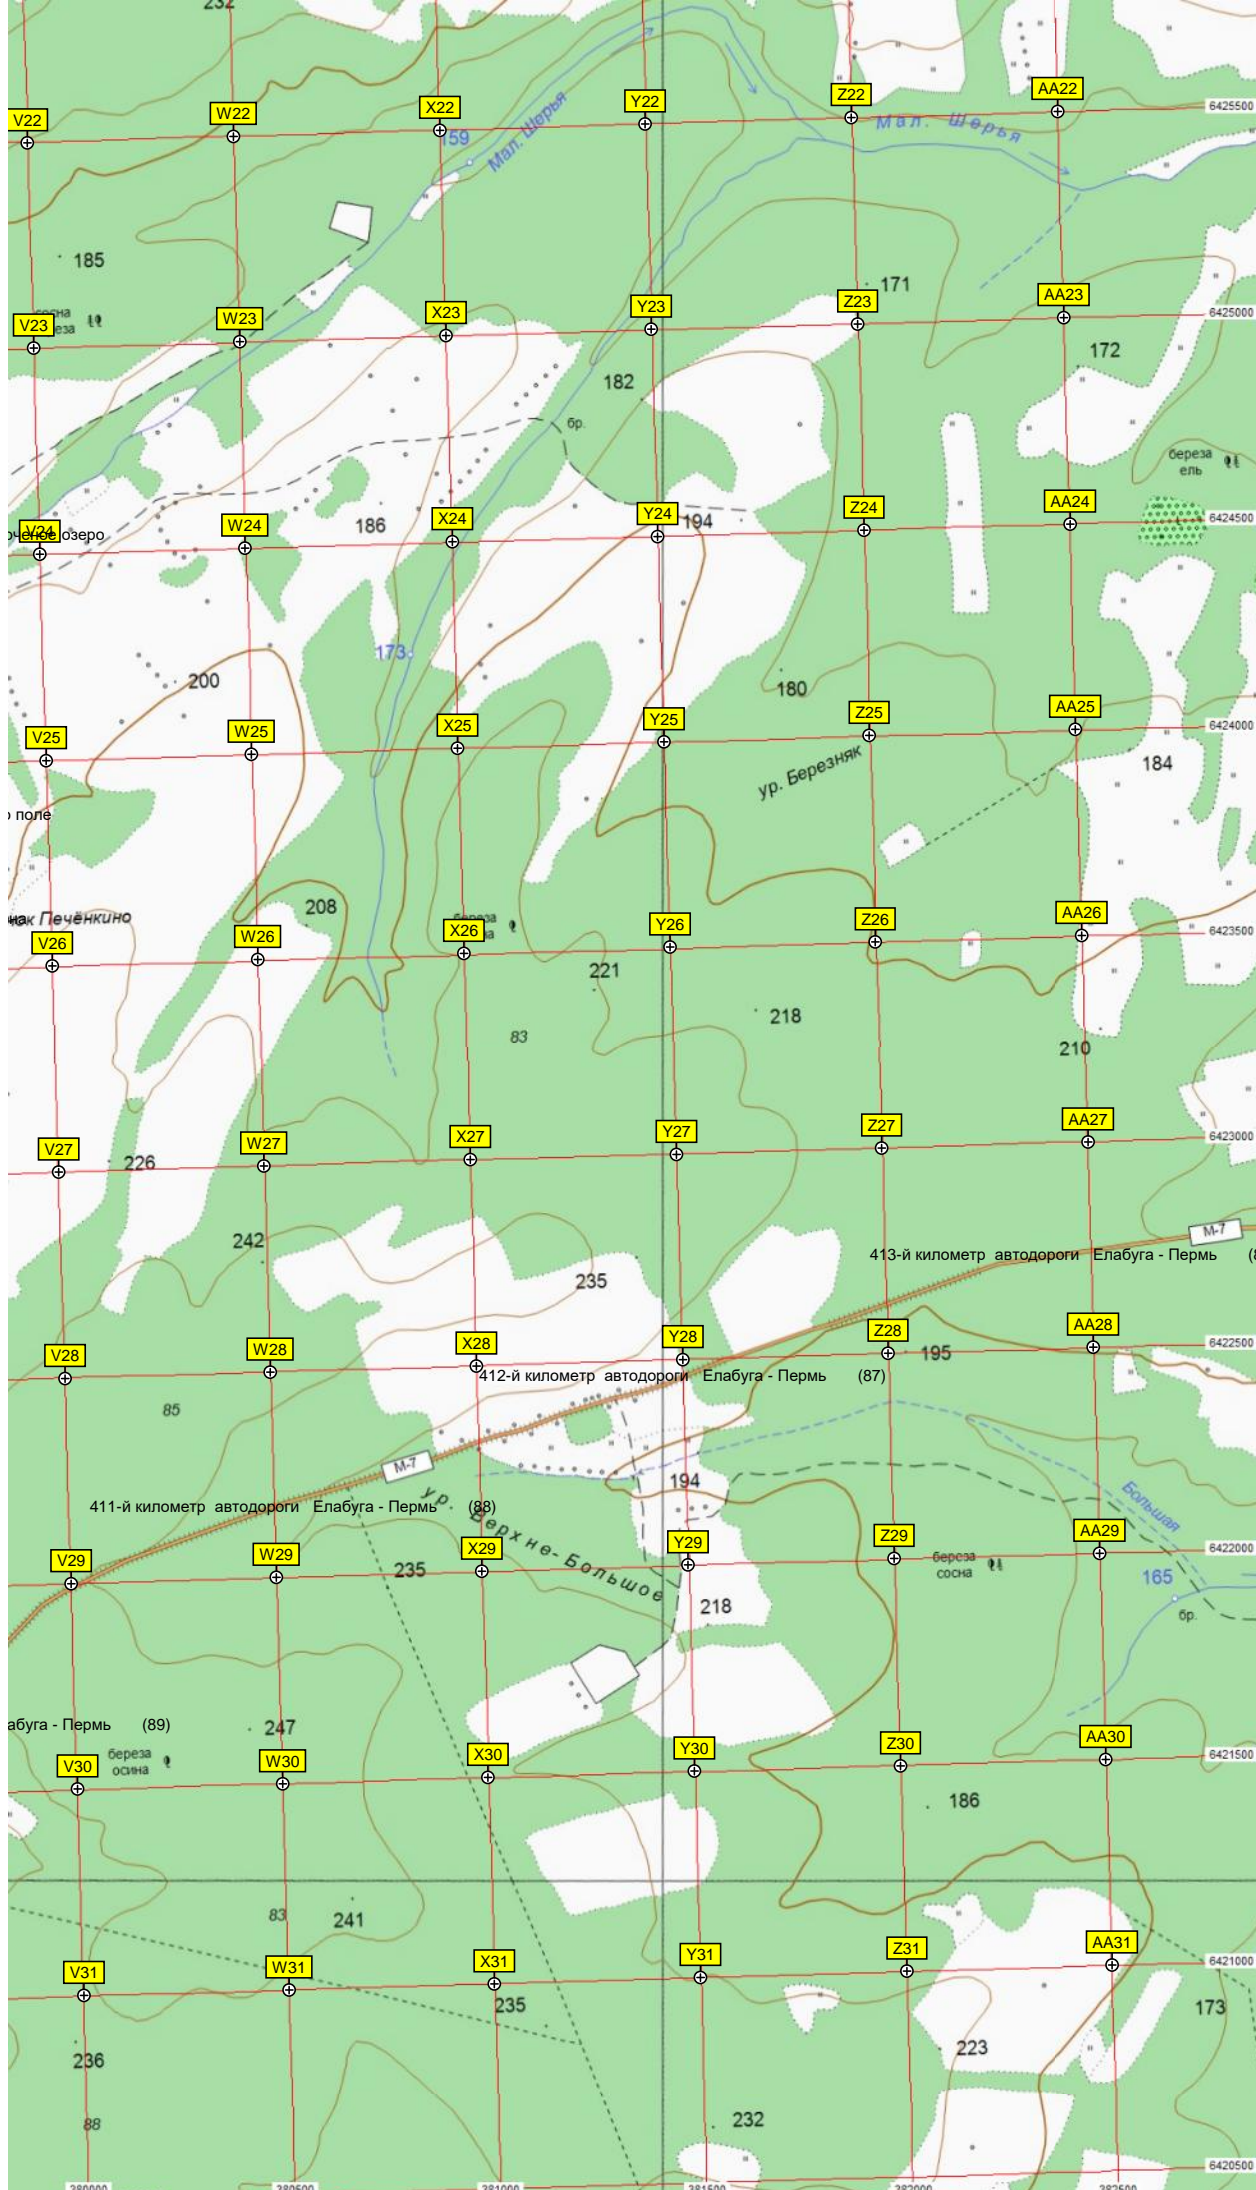 232
V22
W22
X22
Y22
Z22
AA22
6425500
159
Мал. Шерья
Мал. Шерья
185
171
V23
W23
X23
Y23
Z23
AA23
6425000
172
182
бр.
береза
ель
V24
W24
X24
Y24
Z24
AA24
6424500
186
194
озеро
173
200
180
V25
W25
X25
Y25
Z25
AA25
6424000
184
ур. Березняк
поле
208
Печёнкино
V26
W26
X26
Y26
Z26
AA26
6423500
221
218
83
210
V27
W27
X27
Y27
Z27
AA27
6423000
226
242
235
М-7
413-й километр автодороги Елабуга - Пермь
V28
W28
X28
Y28
Z28
AA28
6422500
195
412-й километр автодороги Елабуга - Пермь (87)
85
М-7
194
Большая
411-й километр автодороги Елабуга - Пермь (88)
ур. Верхне-Большое
V29
W29
X29
Y29
Z29
AA29
6422000
235
береза
сосна
165
218
бр.
абуга - Пермь (89)
247
береза
осина
V30
W30
X30
Y30
Z30
AA30
6421500
186
83
241
V31
W31
X31
Y31
Z31
AA31
6421000
235
173
236
223
88
232
6420500
380000
380500
381000
381500
382000
382500